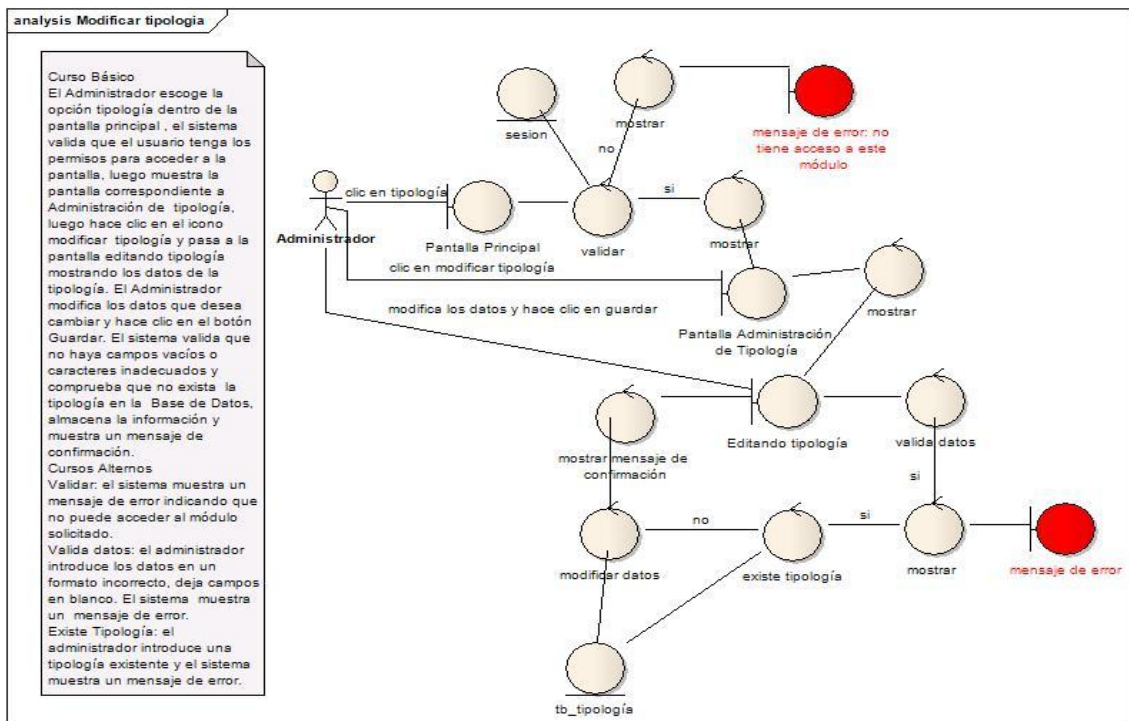 analysis Modificar tipologia
Curso Básico
El Administrador escoge la
opción tipología dentro de la
pantalla principal , el sistema
valida que el usuario tenga los
permisos para acceder a la
pantalla, luego muestra la
pantalla correspondiente a
Administración de tipología,
luego hace clic en el icono
modificar tipología y pasa a la
pantalla editando tipología
mostrando los datos de la
tipología. El Administrador
modifica los datos que desea
cambiar y hace clic en el botón
Guardar. El sistema valida que
no haya campos vacíos o
caracteres inadecuados y
comprueba que no exista la
tipología en la Base de Datos,
almacena la información y
muestra un mensaje de
confirmación.
Cursos Alternos
Validar: el sistema muestra un
mensaje de error indicando que
no puede acceder al módulo
solicitado.
Valida datos: el administrador
introduce los datos en un
formato incorrecto, deja campos
en blanco. El sistema muestra
un mensaje de error.
Existe Tipología: el
administrador introduce una
tipología existente y el sistema
muestra un mensaje de error.
sesion
mostrar
mensaje de error: no
tiene acceso a este
módulo
no
clic en tipología
si
Administrador
Pantalla Principal
validar
mostrar
clic en modificar tipología
modifica los datos y hace clic en guardar
Pantalla Administración
de Tipología
mostrar
mostrar mensaje de
confirmación
Editando tipología
valida datos
si
no
si
modificar datos
existe tipología
mostrar
mensaje de error
tb_tipología